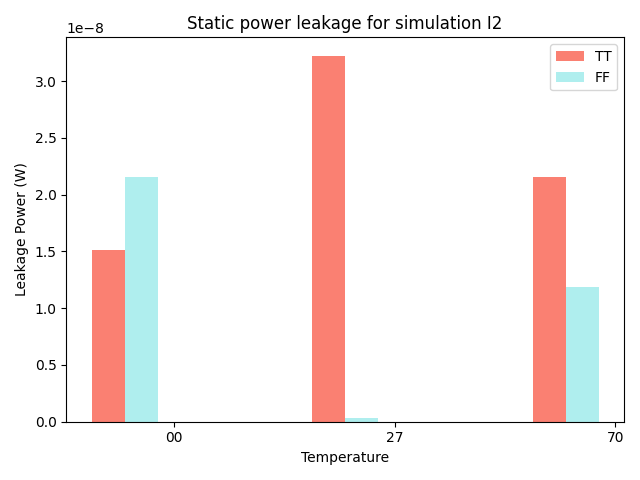 Static power leakage for simulation I2
1e−8
TT
FF
3.0
2.5
2.0
1.5
1.0
0.5
0.0
Leakage Power (W)
00
27
70
Temperature